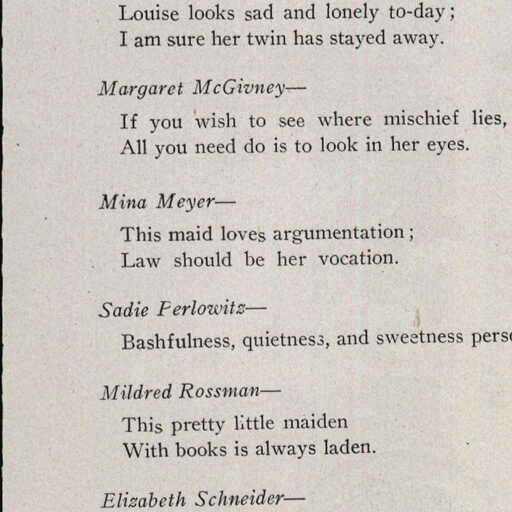 Louise looks sad and lonely to-day;
I am sure her twin has stayed away.
Margaret McGivney—
If you wish to see where mischief lies,
All you need do is to look in her eyes.
Mina Meyer—
This maid loves argumentation;
Law should be her vocation.
Sadie Perlowitz—
Bashfulness, quietness, and sweetness perso
Mildred Rossman—
This pretty little maiden
With books is always laden.
Elizabeth Schneider—